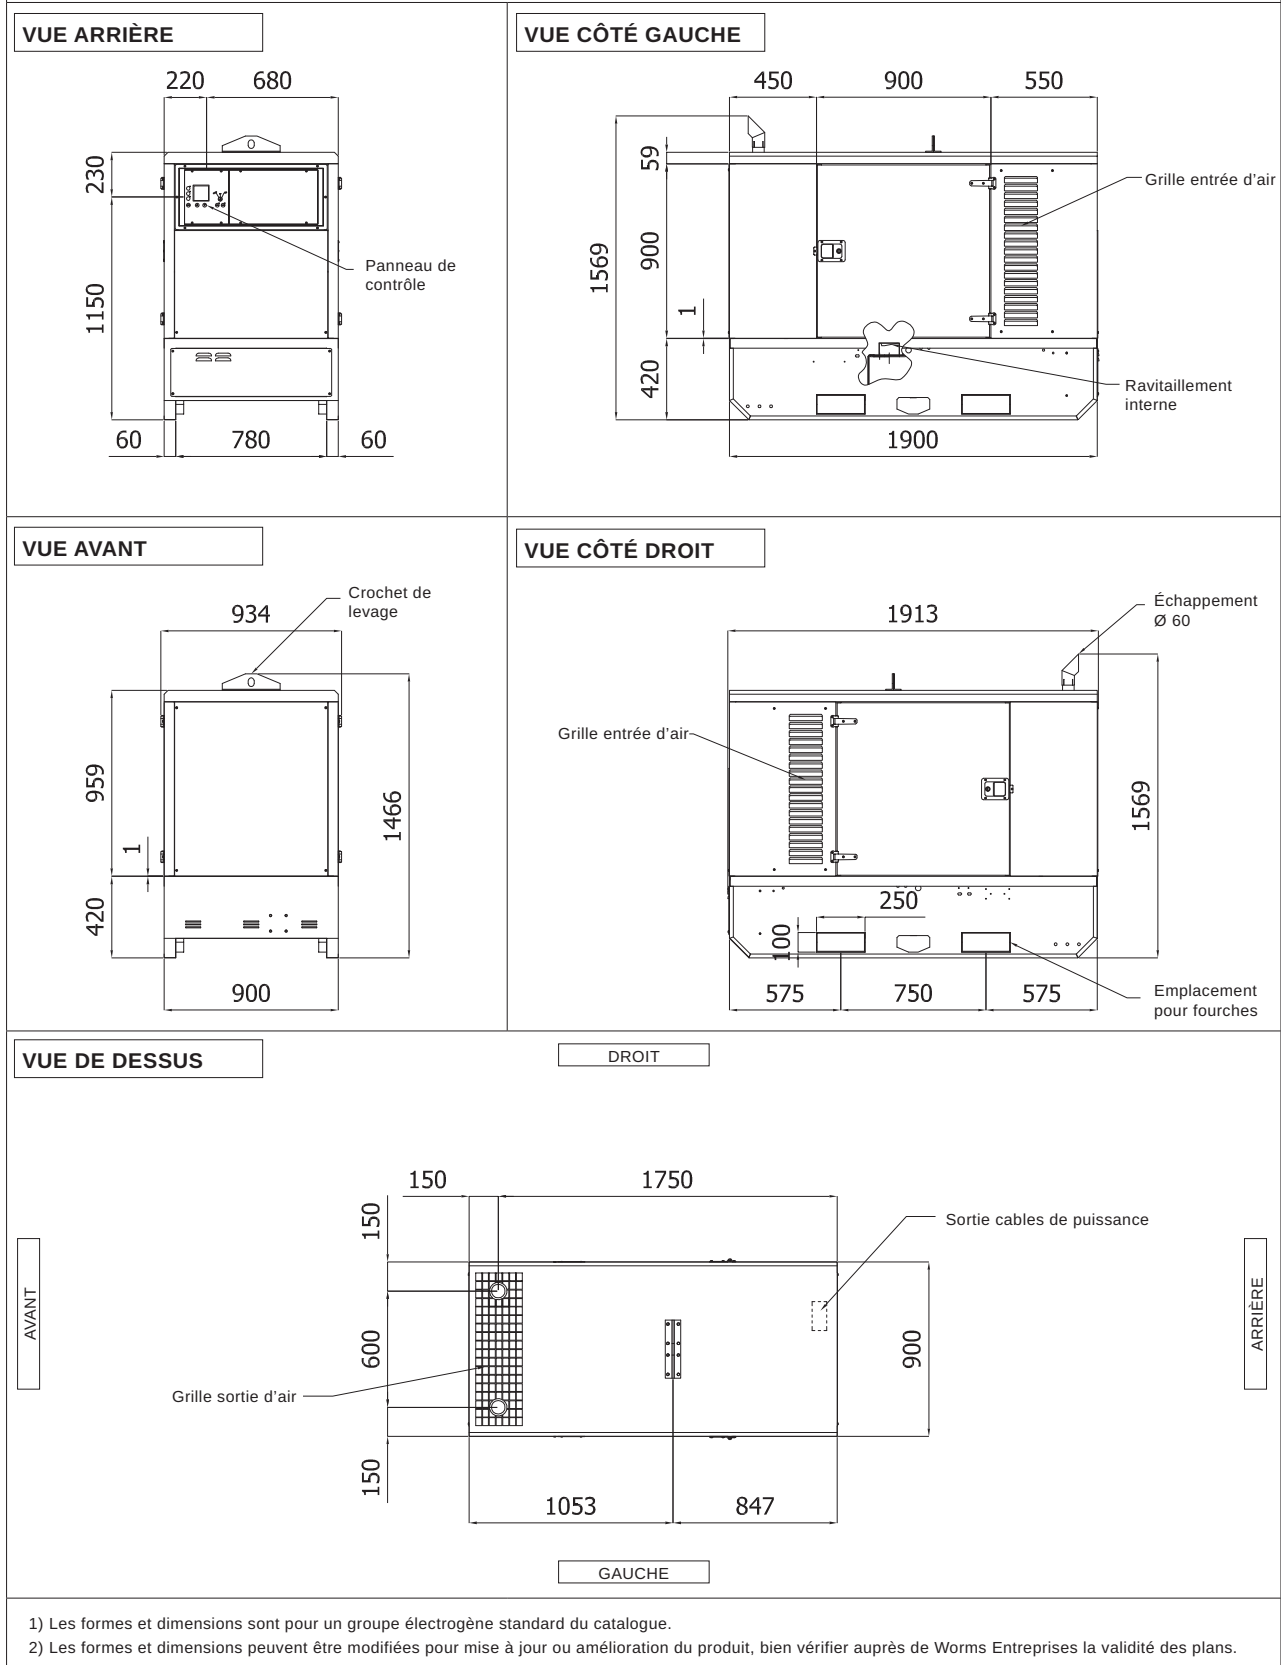 VUE ARRIÈRE
220 680
230
1150
Panneau de
contrôle
60 780 60
VUE CÔTÉ GAUCHE
450 900 550
59
1569
900
1
420
Grille entrée d'air
Ravitaillement
interne
1900
VUE AVANT
934
Crochet de
levage
959
1
420
1466
900
VUE CÔTÉ DROIT
1913
Échappement
Ø 60
Grille entrée d'air
1569
250
100
575 750 575
Emplacement
pour fourches
VUE DE DESSUS
DROIT
150 1750
150
Sortie cables de puissance
AVANT
600
900
ARRIÈRE
Grille sortie d'air
150
1053 847
GAUCHE
1) Les formes et dimensions sont pour un groupe électrogène standard du catalogue.
2) Les formes et dimensions peuvent être modifiées pour mise à jour ou amélioration du produit, bien vérifier auprès de Worms Entreprises la validité des plans.